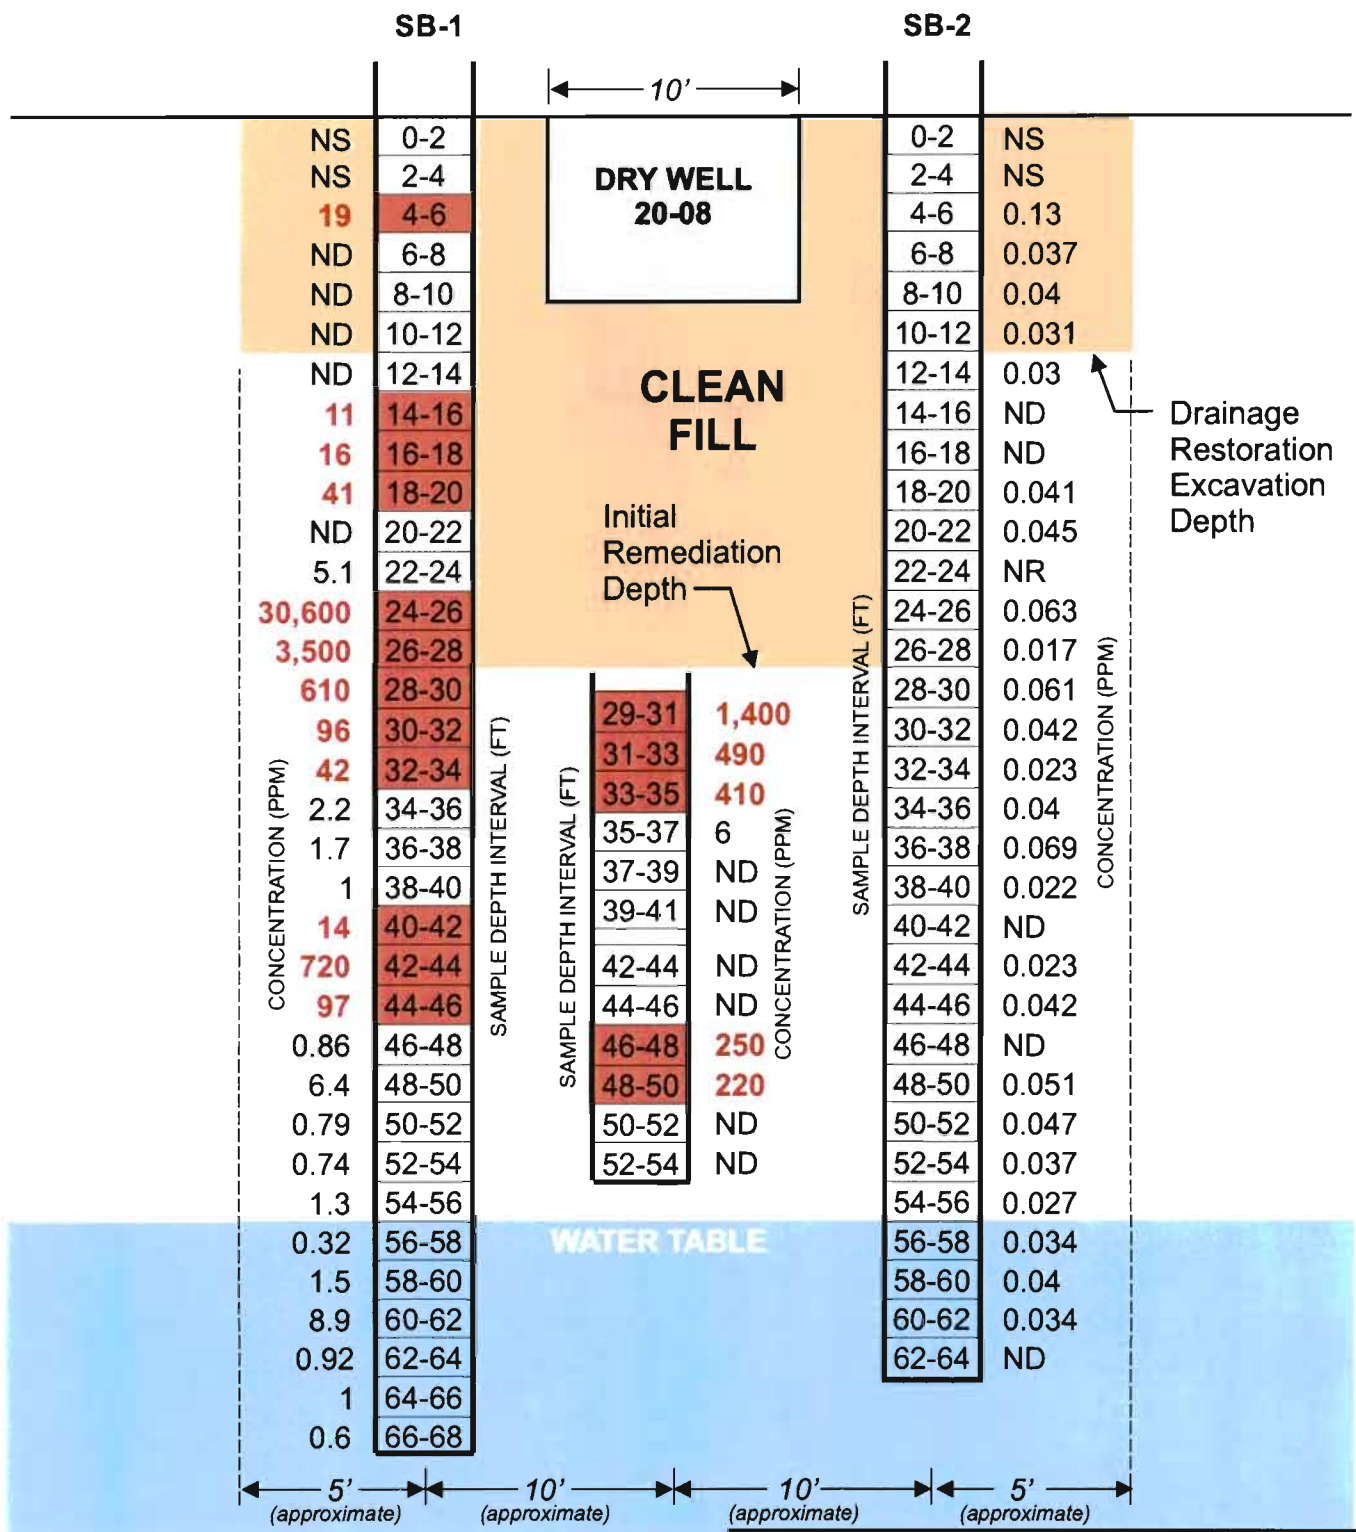 SB-1
SB-2
10'
NS 0-2
NS 2-4
19 4-6
ND 6-8
ND 8-10
ND 10-12
ND 12-14
11 14-16
16 16-18
41 18-20
ND 20-22
5.1 22-24
30,600 24-26
3,500 26-28
610 28-30
96 30-32
42 32-34
2.2 34-36
1.7 36-38
1 38-40
14 40-42
720 42-44
97 44-46
0.86 46-48
6.4 48-50
0.79 50-52
0.74 52-54
1.3 54-56
0.32 56-58
1.5 58-60
8.9 60-62
0.92 62-64
1 64-66
0.6 66-68
CONCENTRATION (PPM)
SAMPLE DEPTH INTERVAL (FT)
DRY WELL
20-08
CLEAN
FILL
Initial
Remediation
Depth
29-31 1,400
31-33 490
33-35 410
35-37 6
37-39 ND
39-41 ND
42-44 ND
44-46 ND
46-48 250
48-50 220
50-52 ND
52-54 ND
SAMPLE DEPTH INTERVAL (FT)
CONCENTRATION (PPM)
0-2 NS
2-4 NS
4-6 0.13
6-8 0.037
8-10 0.04
10-12 0.031
12-14 0.03
14-16 ND
16-18 ND
18-20 0.041
20-22 0.045
22-24 NR
24-26 0.063
26-28 0.017
28-30 0.061
30-32 0.042
32-34 0.023
34-36 0.04
36-38 0.069
38-40 0.022
40-42 ND
42-44 0.023
44-46 0.042
46-48 ND
48-50 0.051
50-52 0.047
52-54 0.037
54-56 0.027
56-58 0.034
58-60 0.04
60-62 0.034
62-64 ND
SAMPLE DEPTH INTERVAL (FT)
CONCENTRATION (PPM)
Drainage
Restoration
Excavation
Depth
WATER TABLE
5' 10' 10' 5'
(approximate) (approximate) (approximate) (approximate)